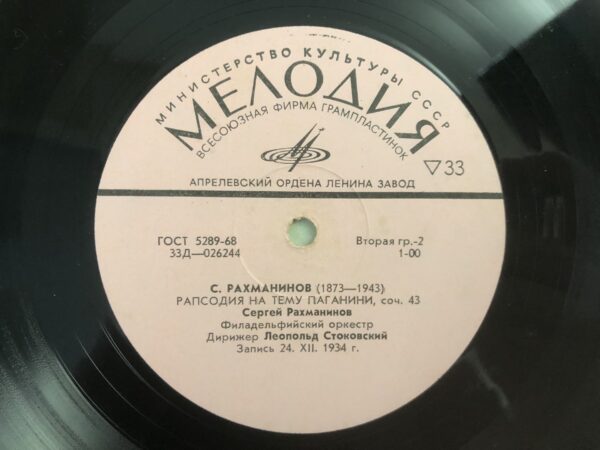 МИНИСТЕРСТВО КУЛЬТУРЫ СССР
МЕЛОДИЯ
ВСЕСОЮЗНАЯ ФИРМА ГРАМПЛАСТИНОК
▽33
АПРЕЛЕВСКИЙ ОРДЕНА ЛЕНИНА ЗАВОД
ГОСТ 5289-68
Вторая гр.-2
33Д—026244
1-00
С. РАХМАНИНОВ (1873—1943)
РАПСОДИЯ НА ТЕМУ ПАГАНИНИ, соч. 43
Сергей Рахманинов
Филадельфийский оркестр
Дирижер Леопольд Стоковский
Запись 24. XII. 1934 г.